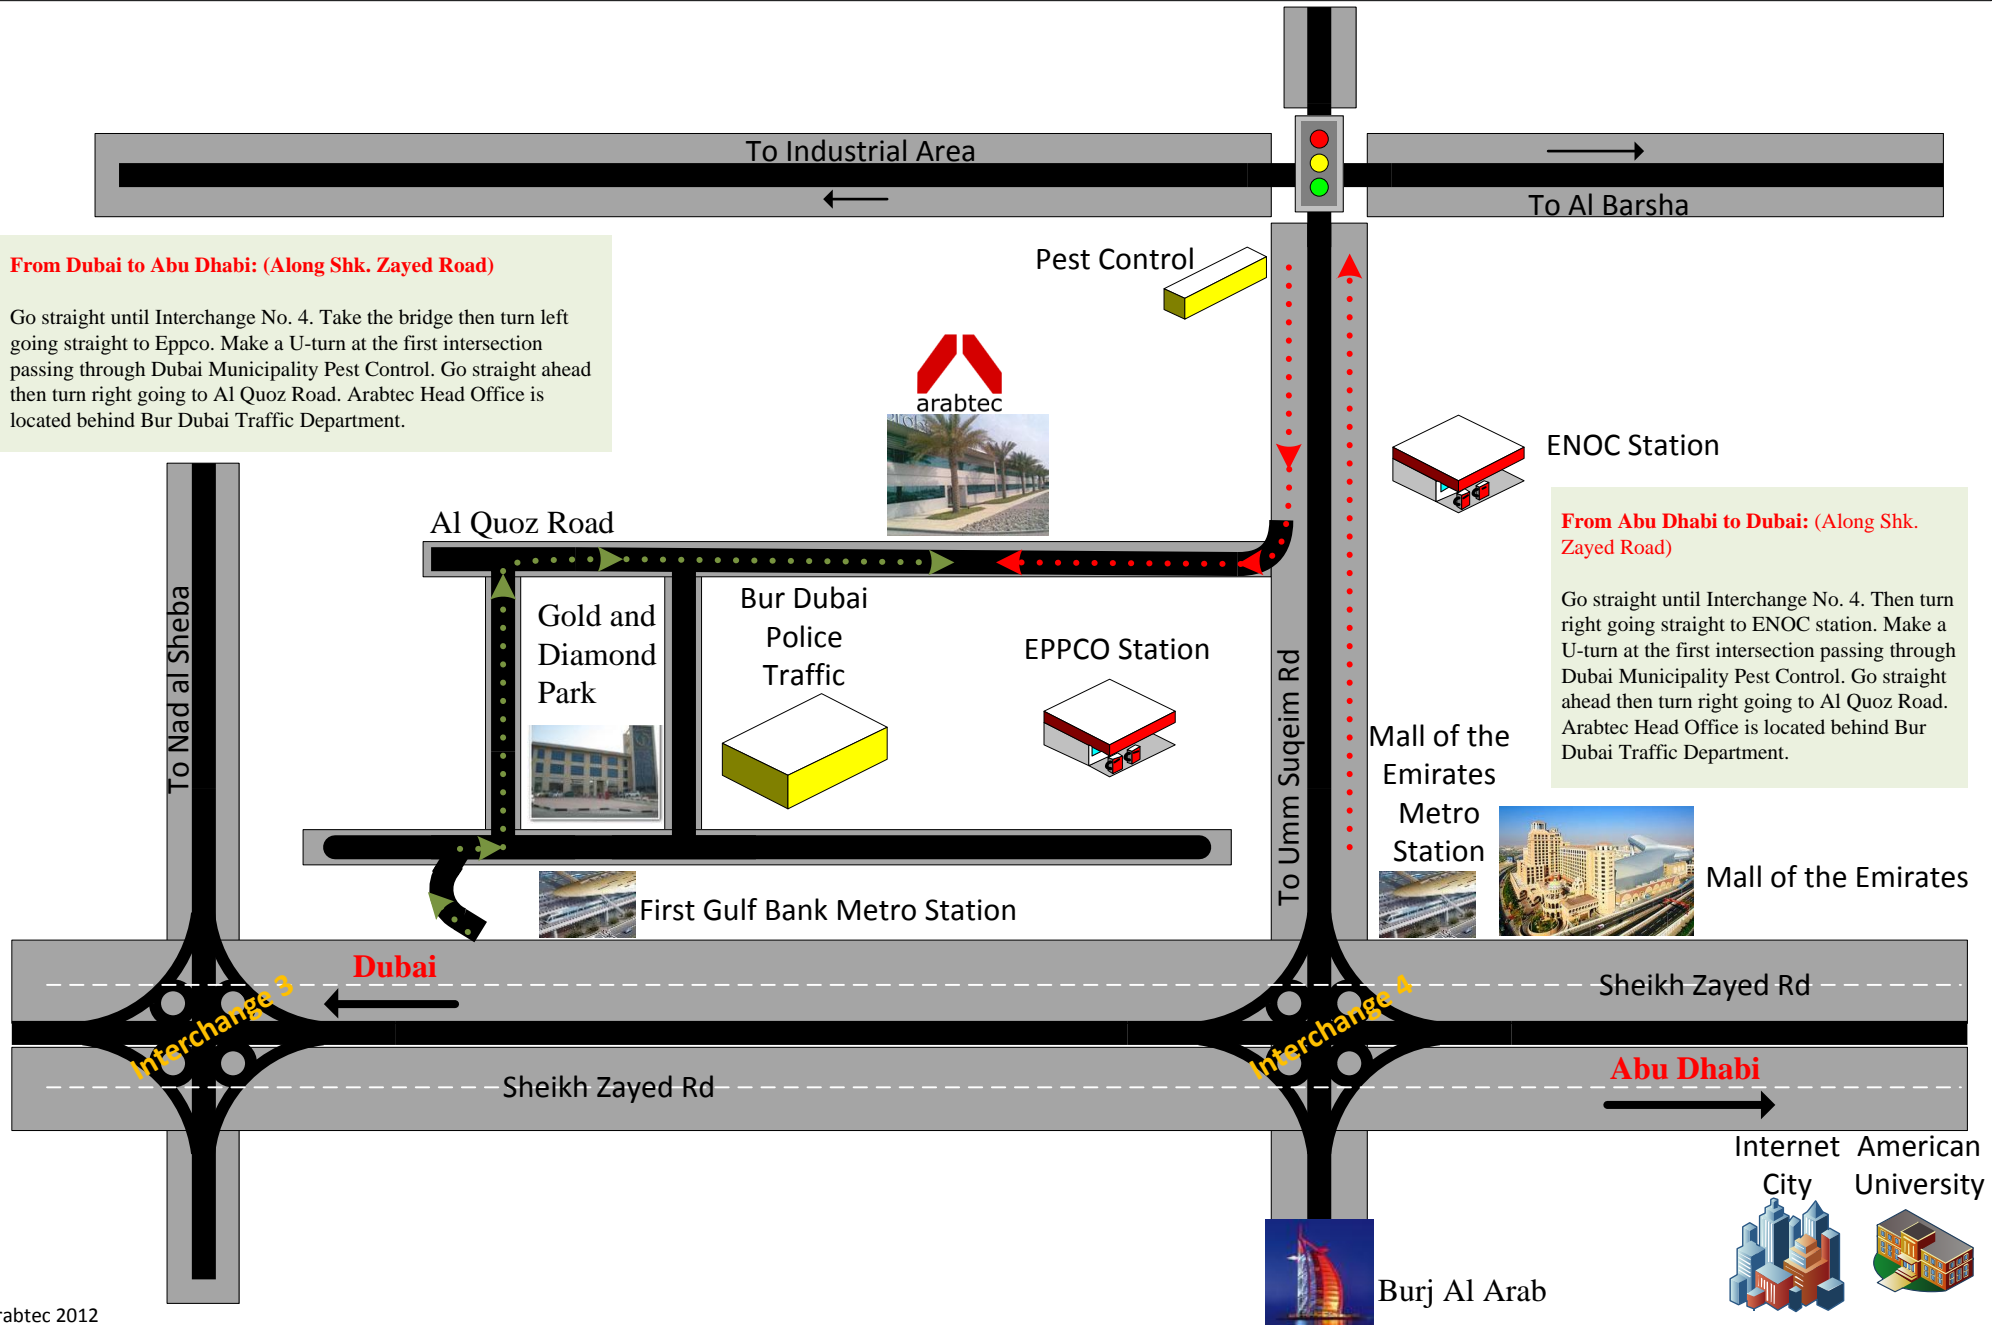 To Industrial Area
To Al Barsha
From Dubai to Abu Dhabi: (Along Shk. Zayed Road)
Go straight until Interchange No. 4. Take the bridge then turn left
going straight to Eppco. Make a U-turn at the first intersection
passing through Dubai Municipality Pest Control. Go straight ahead
then turn right going to Al Quoz Road. Arabtec Head Office is
located behind Bur Dubai Traffic Department.
Pest Control
arabtec
ENOC Station
From Abu Dhabi to Dubai: (Along Shk.
Zayed Road)
Go straight until Interchange No. 4. Then turn
right going straight to ENOC station. Make a
U-turn at the first intersection passing through
Dubai Municipality Pest Control. Go straight
ahead then turn right going to Al Quoz Road.
Arabtec Head Office is located behind Bur
Dubai Traffic Department.
Al Quoz Road
To Nad al Sheba
Gold and
Diamond
Park
Bur Dubai
Police
Traffic
EPPCO Station
To Umm Suqeim Rd
Mall of the
Emirates
Metro
Station
Mall of the Emirates
First Gulf Bank Metro Station
Dubai
Interchange 3
Interchange 4
Sheikh Zayed Rd
Sheikh Zayed Rd
Abu Dhabi
Internet
City
American
University
Burj Al Arab
rabtec 2012